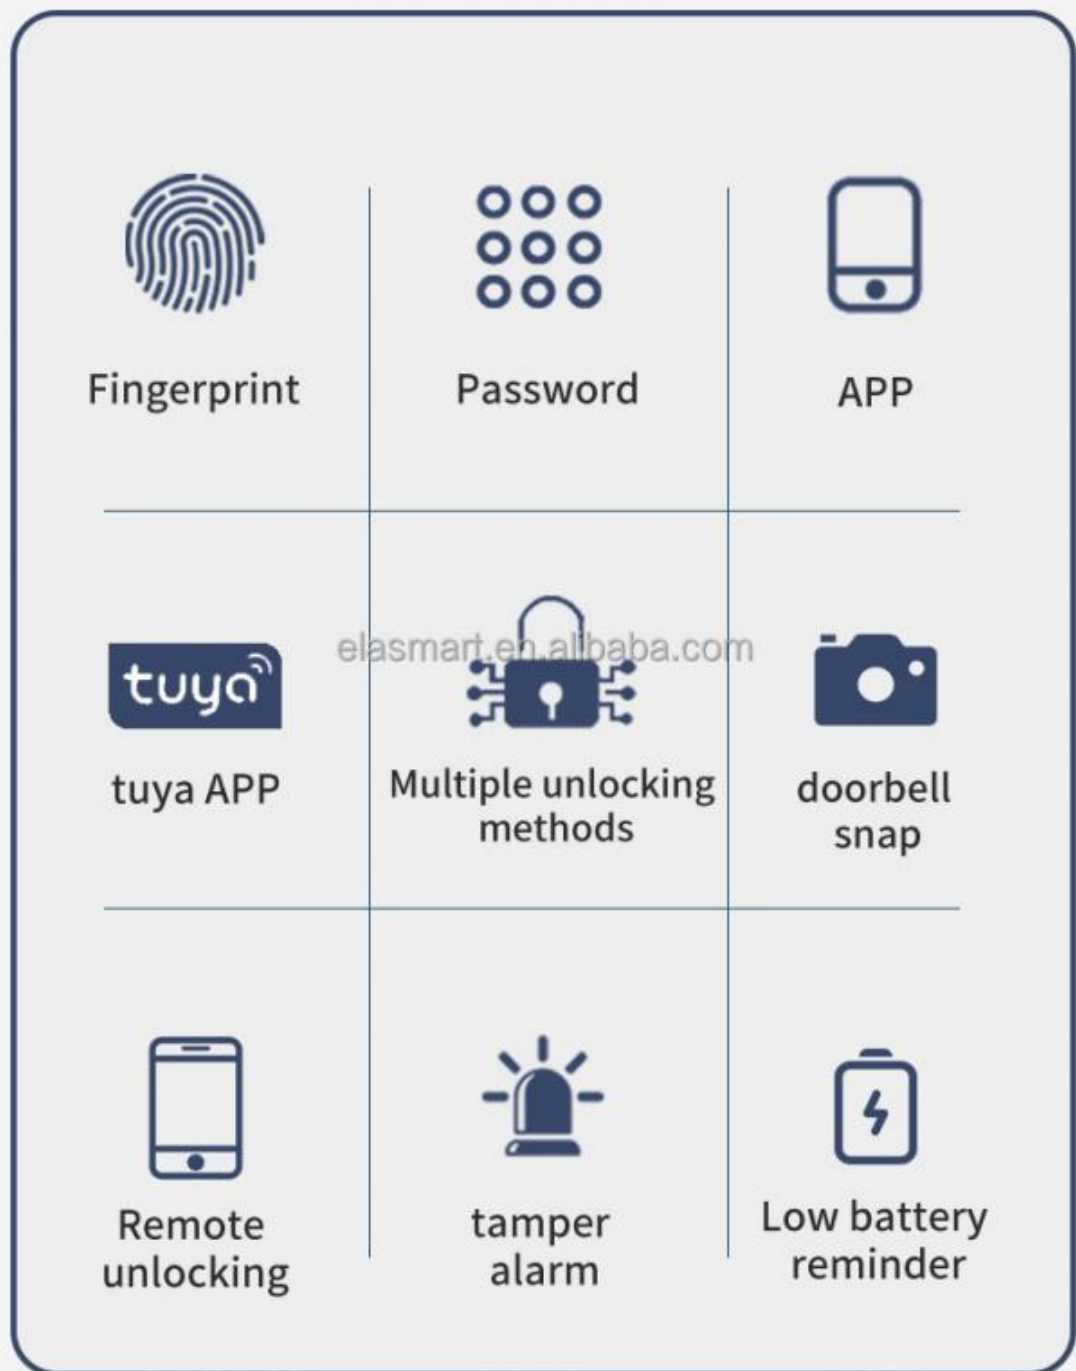 Fingerprint
Password
APP
tuya
tuya APP
elasmart.en.alibaba.com
Multiple unlocking
methods
doorbell
snap
Remote
unlocking
tamper
alarm
Low battery
reminder